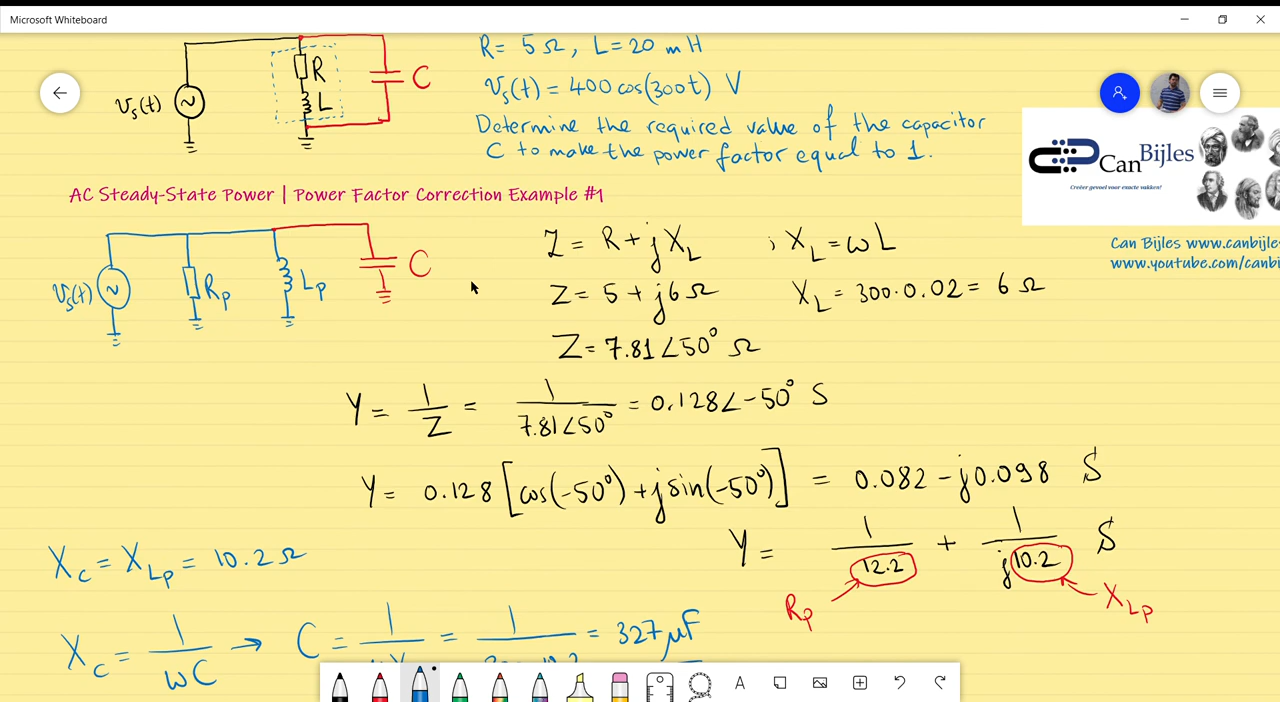 Microsoft Whiteboard
R = 5 Ω, L = 20 mH
R
L
C
vs(t)
vs(t) = 400 cos(300t) V
Determine the required value of the capacitor
C to make the power factor equal to 1.
Can Bijles
Creëer gevoel voor exacte vakken!
AC Steady-State Power | Power Factor Correction Example #1
Can Bijles www.canbijl
www.youtube.com/canbi
vs(t)
Rp
Lp
C
Z = R + jXL ; XL = ωL
Z = 5 + j6 Ω XL = 300·0.02 = 6 Ω
Z = 7.81∠50° Ω
Y = 1/Z = 1/7.81∠50° = 0.128∠-50° S
Y = 0.128 [cos(-50°) + j sin(-50°)] = 0.082 - j0.098 S
Y = 1/12.2 + 1/j10.2 S
Rp
XLp
Xc = XLp = 10.2 Ω
Xc = 1/ωC → C = 1/ = 1/ = 327 μF
A